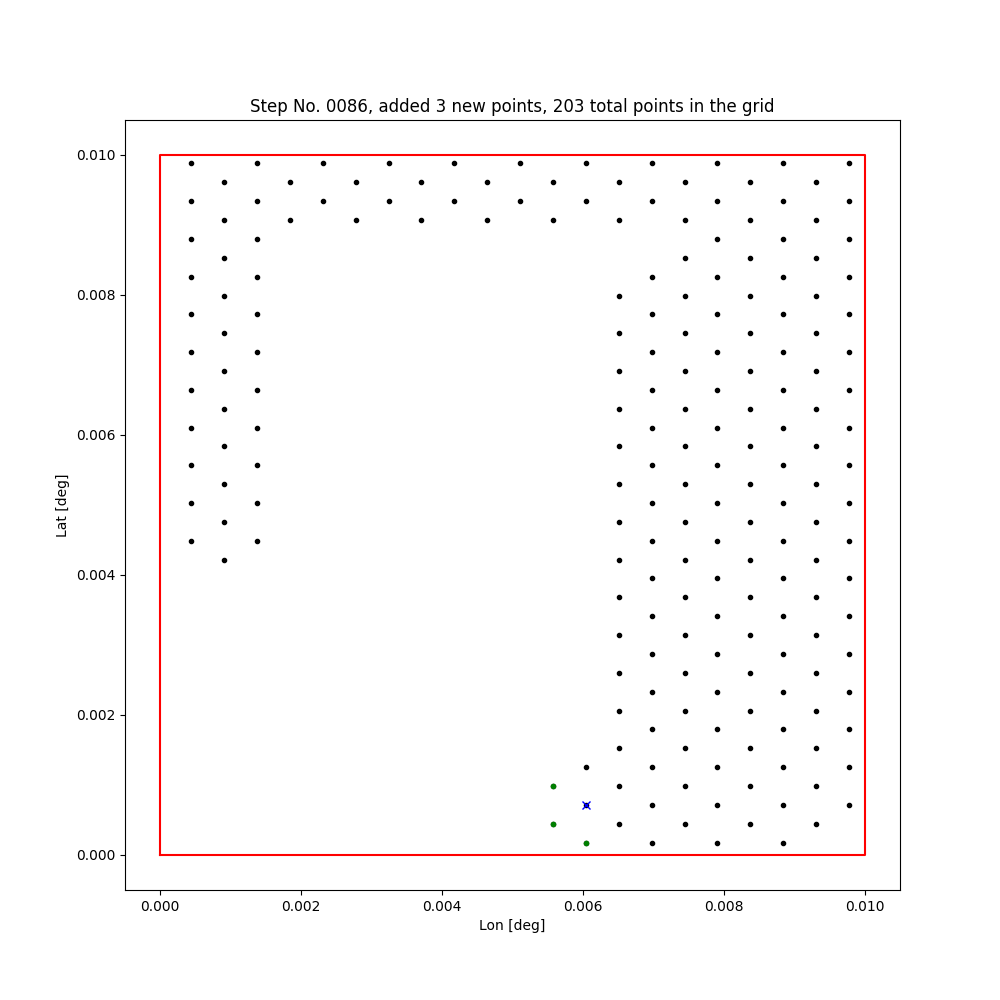 Step No. 0086, added 3 new points, 203 total points in the grid
0.010
0.008
0.006
0.004
0.002
0.000
Lat [deg]
0.000 0.002 0.004 0.006 0.008 0.010
Lon [deg]